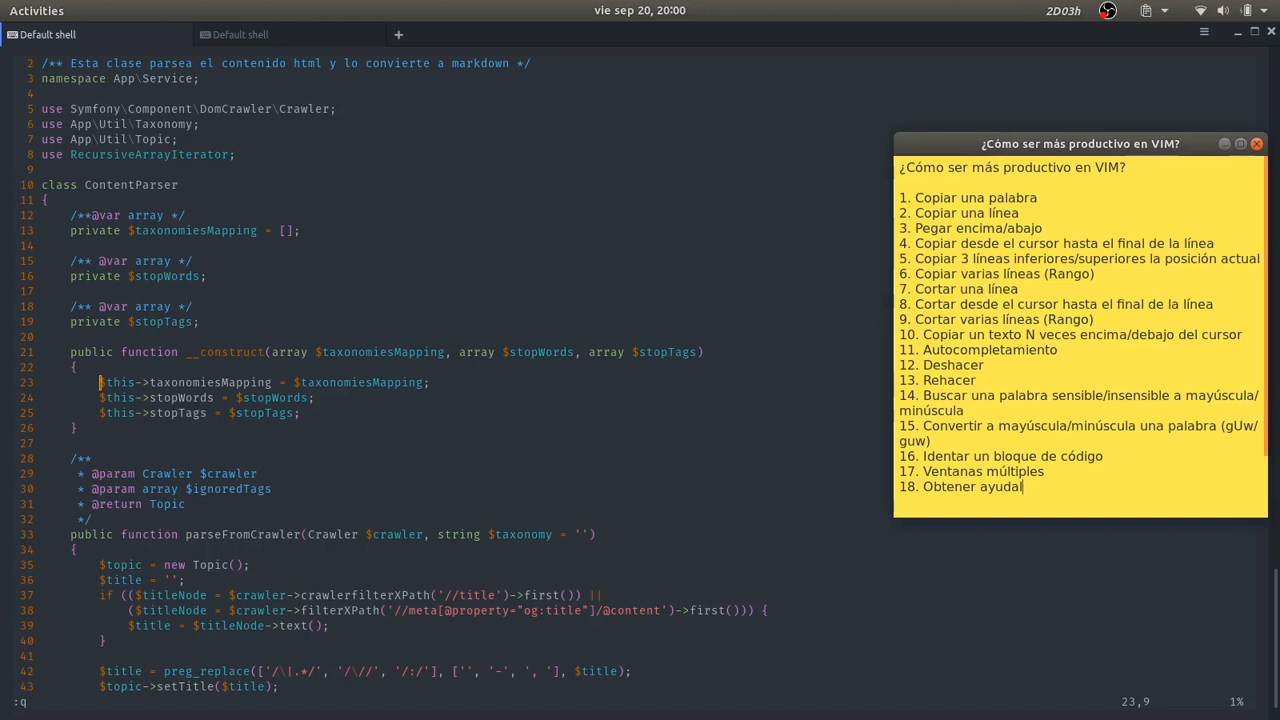 Activities
vie sep 20, 20:00
2D03h
Default shell
Default shell
+
2 /** Esta clase parsea el contenido html y lo convierte a markdown */
3 namespace App\Service;
4
5 use Symfony\Component\DomCrawler\Crawler;
6 use App\Util\Taxonomy;
7 use App\Util\Topic;
8 use RecursiveArrayIterator;
9
10 class ContentParser
11 {
12     /**@var array */
13     private $taxonomiesMapping = [];
14
15     /** @var array */
16     private $stopWords;
17
18     /** @var array */
19     private $stopTags;
20
21     public function __construct(array $taxonomiesMapping, array $stopWords, array $stopTags)
22     {
23         $this->taxonomiesMapping = $taxonomiesMapping;
24         $this->stopWords = $stopWords;
25         $this->stopTags = $stopTags;
26     }
27
28     /**
29      * @param Crawler $crawler
30      * @param array $ignoredTags
31      * @return Topic
32      */
33     public function parseFromCrawler(Crawler $crawler, string $taxonomy = '')
34     {
35         $topic = new Topic();
36         $title = '';
37         if (($titleNode = $crawler->crawlerfilterXPath('//title')->first()) ||
38             ($titleNode = $crawler->filterXPath('//meta[@property="og:title"]/@content')->first())) {
39             $title = $titleNode->text();
40         }
41
42         $title = preg_replace(['/\|.*/', '/\//', '/:/'], ['', '-', ', '], $title);
43         $topic->setTitle($title);
:q
23,9
1%
¿Cómo ser más productivo en VIM?
¿Cómo ser más productivo en VIM?
1. Copiar una palabra
2. Copiar una línea
3. Pegar encima/abajo
4. Copiar desde el cursor hasta el final de la línea
5. Copiar 3 líneas inferiores/superiores la posición actual
6. Copiar varias líneas (Rango)
7. Cortar una línea
8. Cortar desde el cursor hasta el final de la línea
9. Cortar varias líneas (Rango)
10. Copiar un texto N veces encima/debajo del cursor
11. Autocompletamiento
12. Deshacer
13. Rehacer
14. Buscar una palabra sensible/insensible a mayúscula/
minúscula
15. Convertir a mayúscula/minúscula una palabra (gUw/
guw)
16. Identar un bloque de código
17. Ventanas múltiples
18. Obtener ayudal